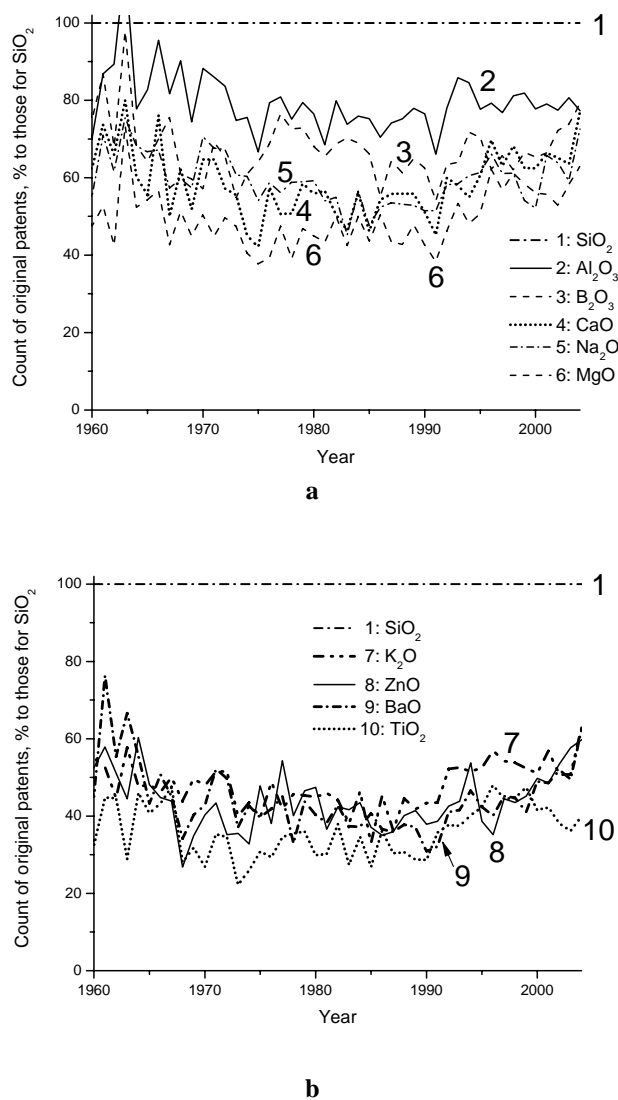 Count of original patents, % to those for SiO₂
100
80
60
40
20
0
1
2
3
5
4
6
6
1: SiO₂
2: Al₂O₃
3: B₂O₃
4: CaO
5: Na₂O
6: MgO
1960 1970 1980 1990 2000
Year
a
Count of original patents, % to those for SiO₂
100
80
60
40
20
0
1
1: SiO₂
7: K₂O
8: ZnO
9: BaO
10: TiO₂
7
10
8
9
1960 1970 1980 1990 2000
Year
b